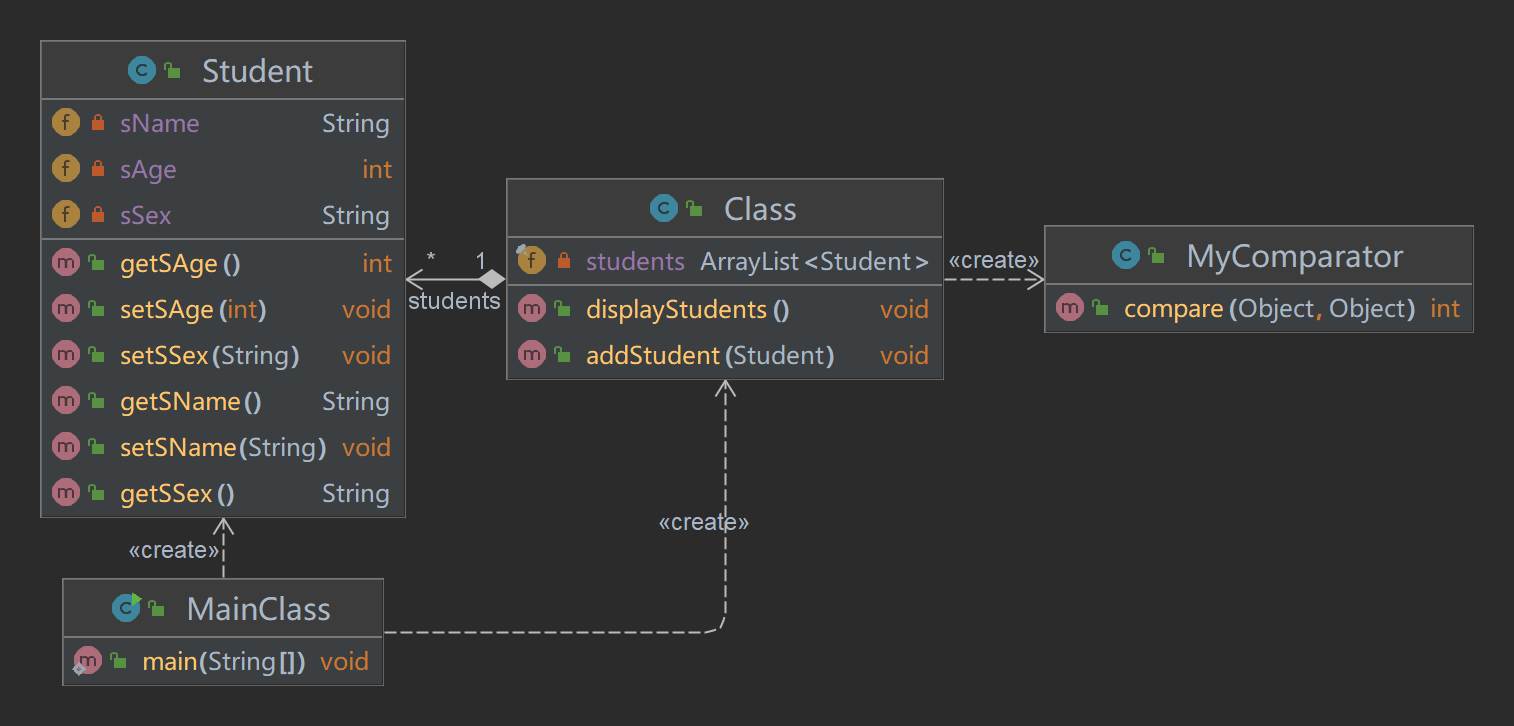 Student
sName String
sAge int
sSex String
getSAge() int
setSAge(int) void
setSSex(String) void
getSName() String
setSName(String) void
getSSex() String
* 1
students
Class
students ArrayList<Student>
displayStudents() void
addStudent(Student) void
«create»
MyComparator
compare(Object, Object) int
«create»
«create»
MainClass
main(String[]) void